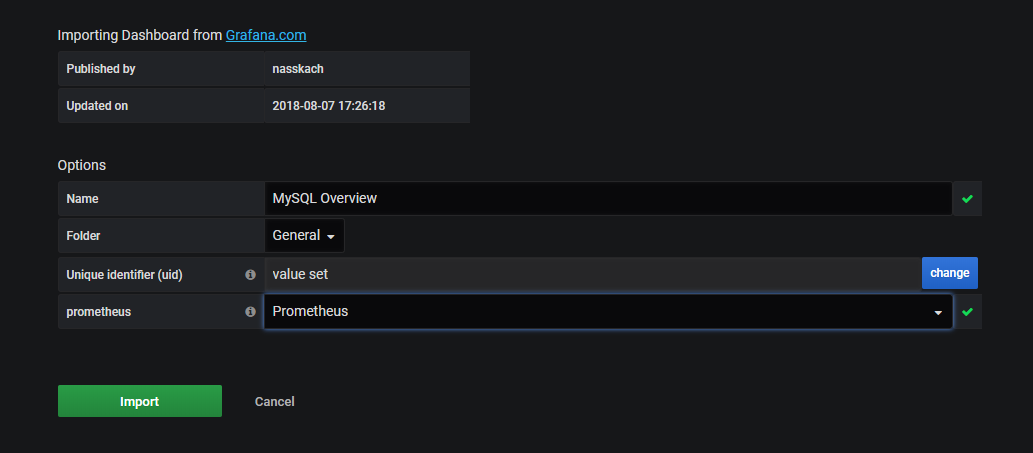 Importing Dashboard from Grafana.com
Published by nasskach
Updated on 2018-08-07 17:26:18
Options
Name MySQL Overview
Folder General
Unique identifier (uid) value set change
prometheus Prometheus
Import Cancel